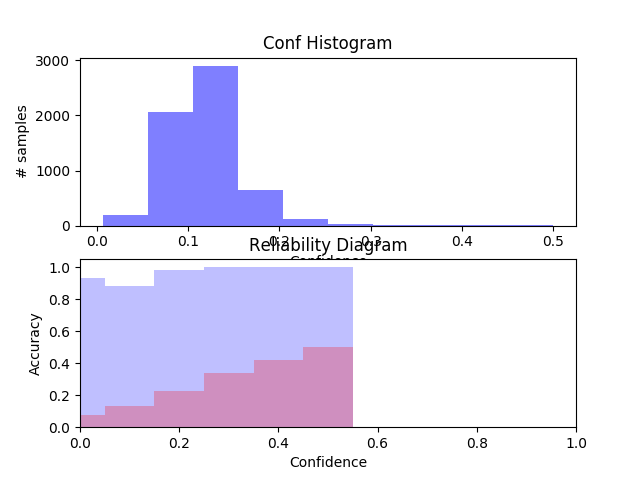 Conf Histogram
3000
2000
1000
0
# samples
0.0 0.1 0.2 0.3 0.4 0.5
Confidence
Reliability Diagram
1.0
0.8
0.6
0.4
0.2
0.0
Accuracy
0.0 0.2 0.4 0.6 0.8 1.0
Confidence